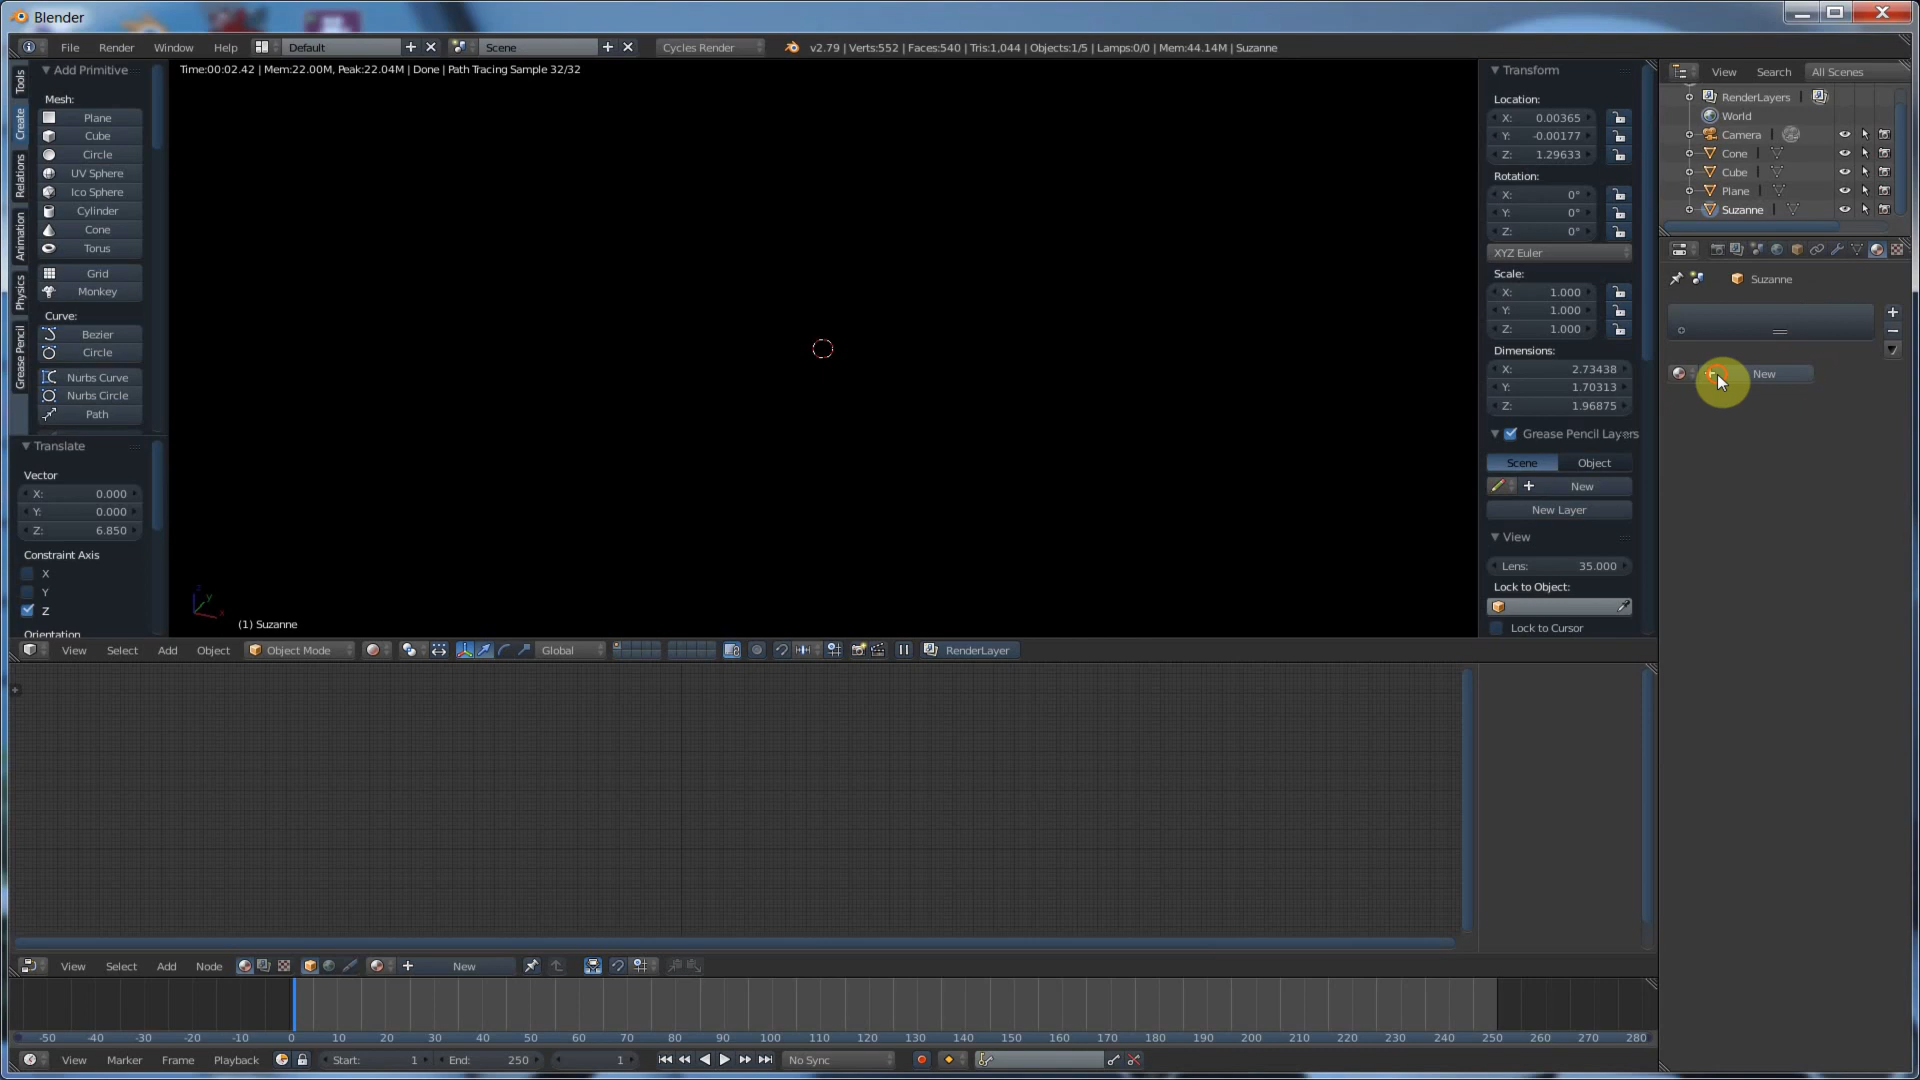 Blender
File Render Window Help Default Scene Cycles Render v2.79 | Verts:552 | Faces:540 | Tris:1,044 | Objects:1/5 | Lamps:0/0 | Mem:44.14M | Suzanne
Time:00:02.42 | Mem:22.00M, Peak:22.04M | Done | Path Tracing Sample 32/32
Tools
Create
Relations
Animation
Physics
Grease Pencil
Add Primitive
Mesh:
Plane
Cube
Circle
UV Sphere
Ico Sphere
Cylinder
Cone
Torus
Grid
Monkey
Curve:
Bezier
Circle
Nurbs Curve
Nurbs Circle
Path
Translate
Vector
X: 0.000
Y: 0.000
Z: 6.850
Constraint Axis
X
Y
Z
Orientation
(1) Suzanne
Transform
Location:
X: 0.00365
Y: -0.00177
Z: 1.29633
Rotation:
X: 0°
Y: 0°
Z: 0°
XYZ Euler
Scale:
X: 1.000
Y: 1.000
Z: 1.000
Dimensions:
X: 2.73438
Y: 1.70313
Z: 1.96875
Grease Pencil Layers
Scene Object
New
New Layer
View
Lens: 35.000
Lock to Object:
Lock to Cursor
View Search All Scenes
RenderLayers
World
Camera
Cone
Cube
Plane
Suzanne
Suzanne
New
View Select Add Object Object Mode Global RenderLayer
View Select Add Node New
-50 -40 -30 -20 -10 0 10 20 30 40 50 60 70 80 90 100 110 120 130 140 150 160 170 180 190 200 210 220 230 240 250 260 270 280
View Marker Frame Playback Start: 1 End: 250 1 No Sync